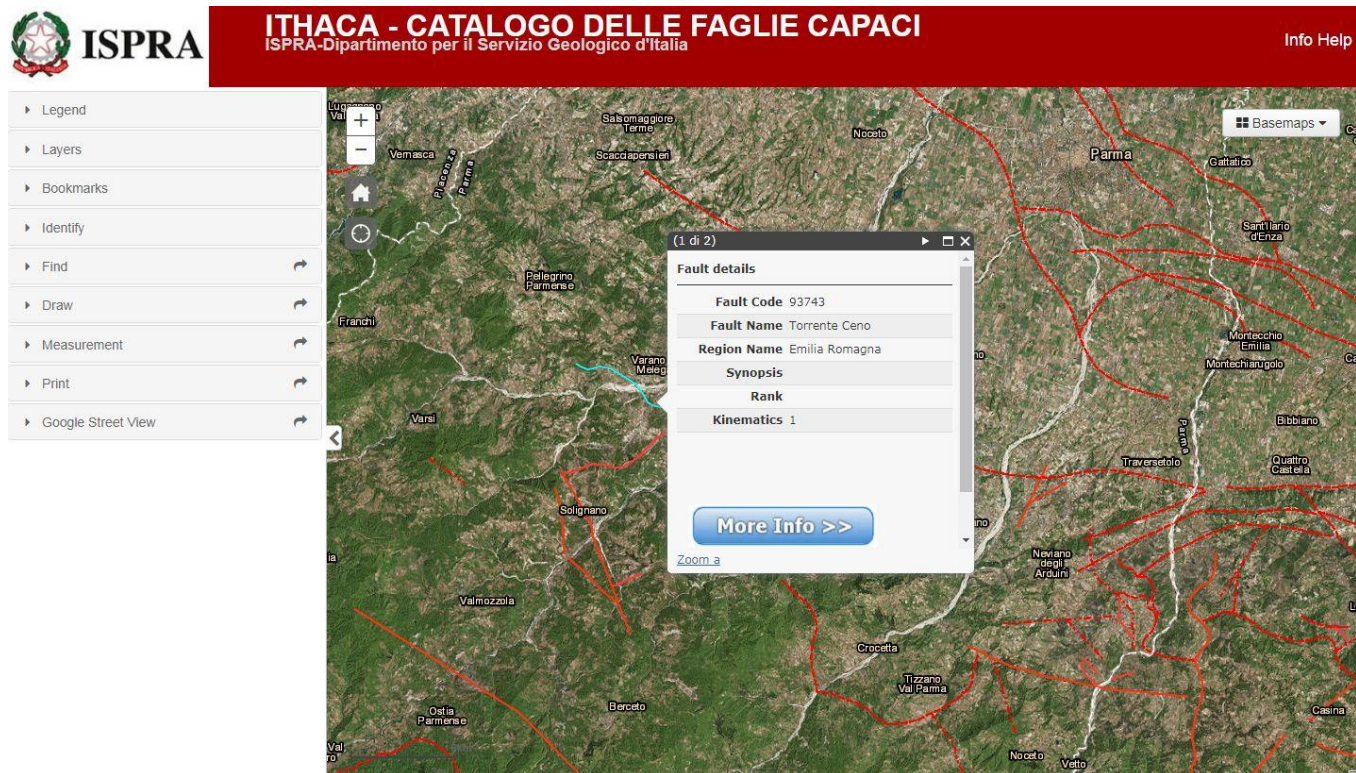 ISPRA
ITHACA - CATALOGO DELLE FAGLIE CAPACI
ISPRA-Dipartimento per il Servizio Geologico d'Italia
Info Help
Legend
Layers
Bookmarks
Identify
Find
Draw
Measurement
Print
Google Street View
+
−
Basemaps
Salsomaggiore
Terme
Noceto
Parma
Gattatico
Vernasca
Piacenza
Parma
Scacciapensieri
Sant'Ilario
d'Enza
Pellegrino
Parmense
Franchi
Montecchio
Emilia
Montechiarugolo
Varano
Varsi
Parma
Bibbiano
Traversetolo
Quattro
Castella
Solignano
Neviano
degli
Arduini
Valmozzola
Crocetta
Tizzano
Val Parma
Ostia
Parmense
Berceto
Casina
Noceto
Vetto
(1 di 2)
Fault details
Fault Code 93743
Fault Name Torrente Ceno
Region Name Emilia Romagna
Synopsis
Rank
Kinematics 1
More Info >>
Zoom a